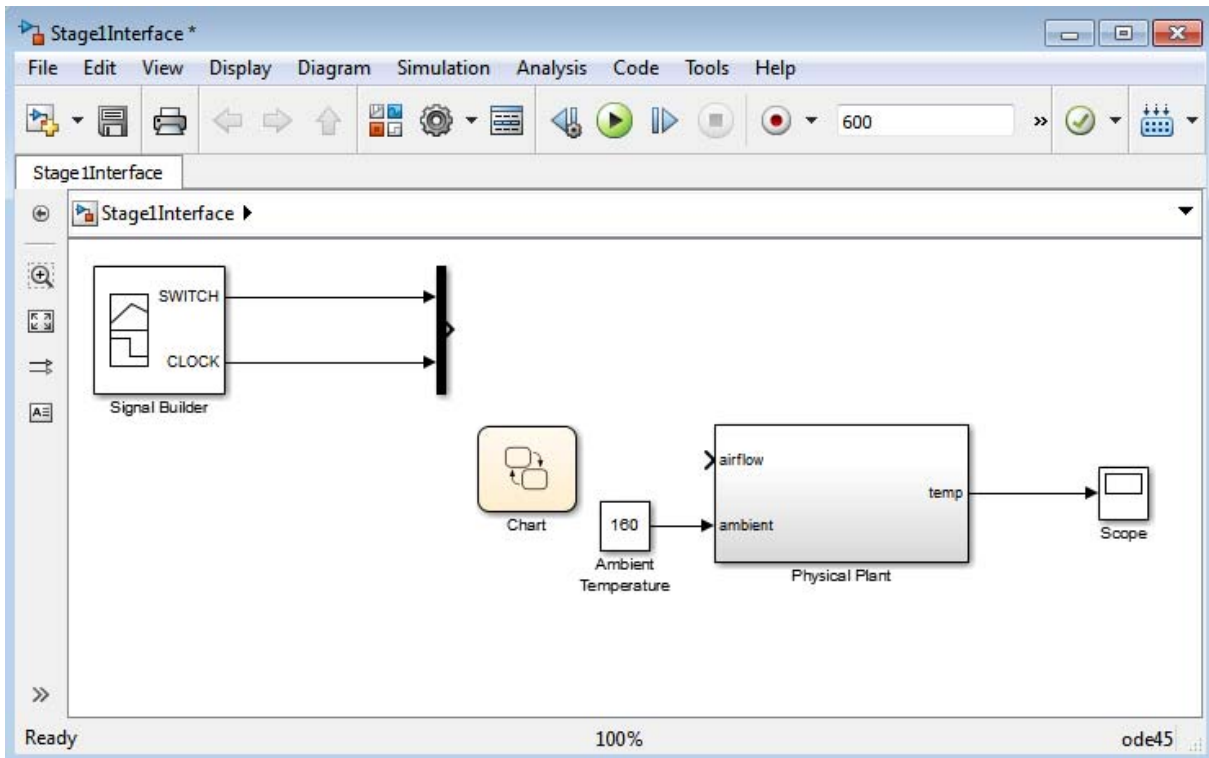 Stage1Interface *
File Edit View Display Diagram Simulation Analysis Code Tools Help
600
»
Stage1Interface
Stage1Interface
SWITCH
CLOCK
Signal Builder
Chart
160
Ambient
Temperature
airflow
temp
ambient
Physical Plant
Scope
A
»
Ready 100% ode45